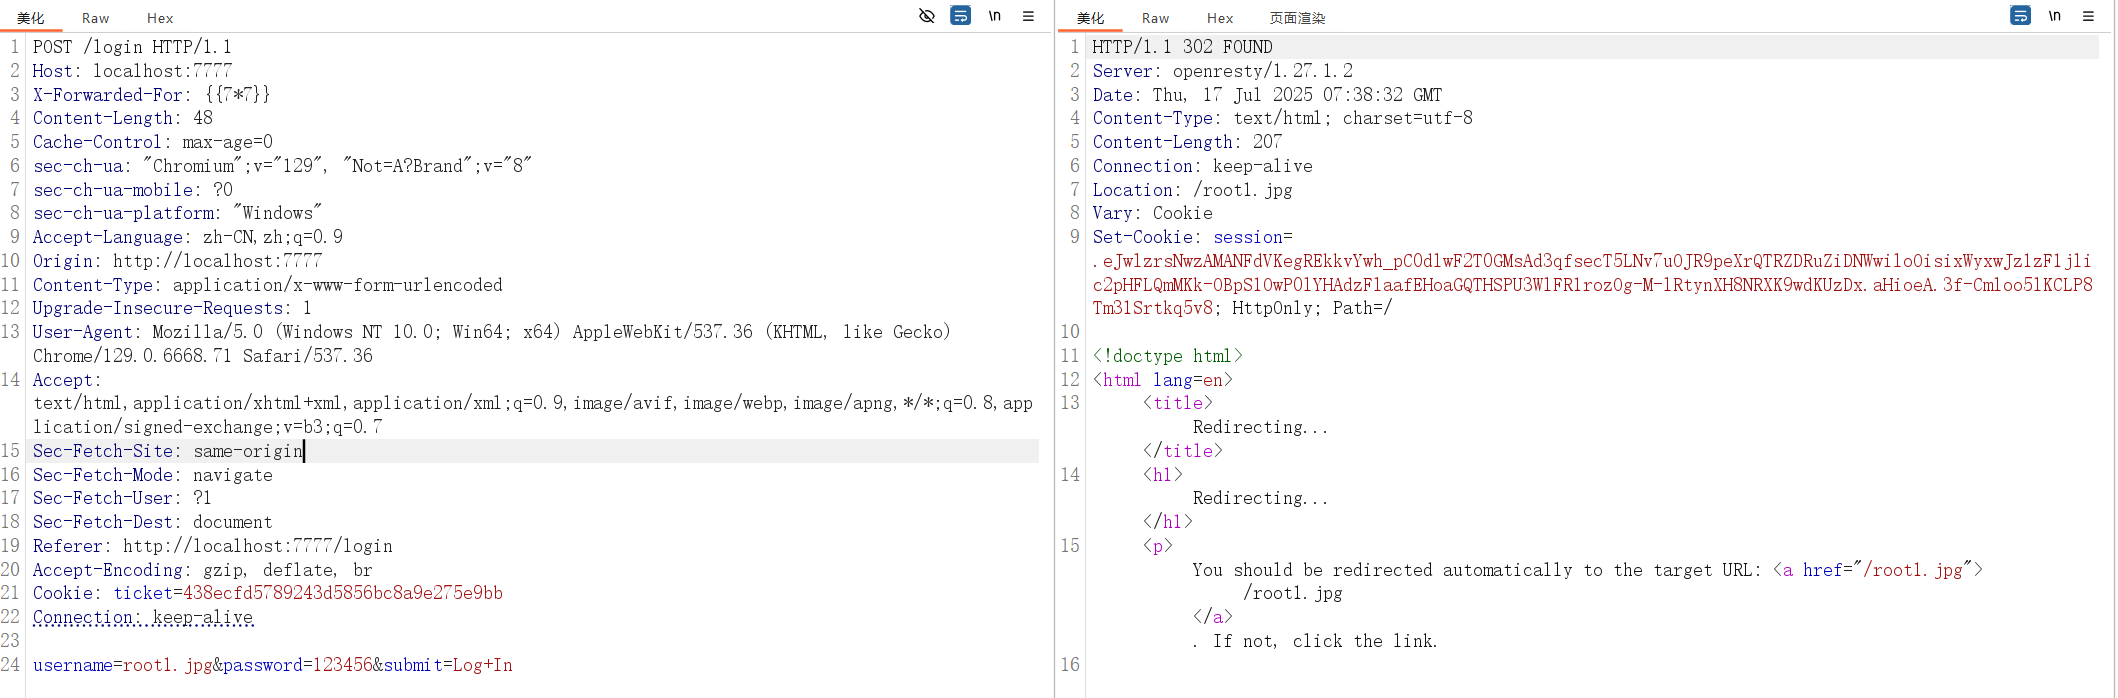 美化 Raw Hex \n
1 POST /login HTTP/1.1
2 Host: localhost:7777
3 X-Forwarded-For: {{7*7}}
4 Content-Length: 48
5 Cache-Control: max-age=0
6 sec-ch-ua: "Chromium";v="129", "Not=A?Brand";v="8"
7 sec-ch-ua-mobile: ?0
8 sec-ch-ua-platform: "Windows"
9 Accept-Language: zh-CN,zh;q=0.9
10 Origin: http://localhost:7777
11 Content-Type: application/x-www-form-urlencoded
12 Upgrade-Insecure-Requests: 1
13 User-Agent: Mozilla/5.0 (Windows NT 10.0; Win64; x64) AppleWebKit/537.36 (KHTML, like Gecko)
Chrome/129.0.6668.71 Safari/537.36
14 Accept:
text/html,application/xhtml+xml,application/xml;q=0.9,image/avif,image/webp,image/apng,*/*;q=0.8,app
lication/signed-exchange;v=b3;q=0.7
15 Sec-Fetch-Site: same-origin
16 Sec-Fetch-Mode: navigate
17 Sec-Fetch-User: ?1
18 Sec-Fetch-Dest: document
19 Referer: http://localhost:7777/login
20 Accept-Encoding: gzip, deflate, br
21 Cookie: ticket=438ecfd5789243d5856bc8a9e275e9bb
22 Connection: keep-alive
23
24 username=root1.jpg&password=123456&submit=Log+In
美化 Raw Hex 页面渲染 \n
1 HTTP/1.1 302 FOUND
2 Server: openresty/1.27.1.2
3 Date: Thu, 17 Jul 2025 07:38:32 GMT
4 Content-Type: text/html; charset=utf-8
5 Content-Length: 207
6 Connection: keep-alive
7 Location: /root1.jpg
8 Vary: Cookie
9 Set-Cookie: session=
.eJwlzrsNwzAMANFdVKegREkkvYwh_pC0dlwF2T0GMsAd3qfsecT5LNv7uOJR9peXrQTRZDRuZiDNWwiloOisixWyxwJzlzFljli
c2pHFLQmMKk-OBpSlOwPOlYHAdzFlaafEHoaGQTHSPU3WlFRlrozOg-M-lRtynXH8NRXK9wdKUzDx.aHioeA.3f-Cmloo5lKCLP8
Tm31Srtkq5v8; HttpOnly; Path=/
10
11 <!doctype html>
12 <html lang=en>
13 <title>
Redirecting...
</title>
14 <h1>
Redirecting...
</h1>
15 <p>
You should be redirected automatically to the target URL: <a href="/root1.jpg">
/root1.jpg
</a>
. If not, click the link.
16